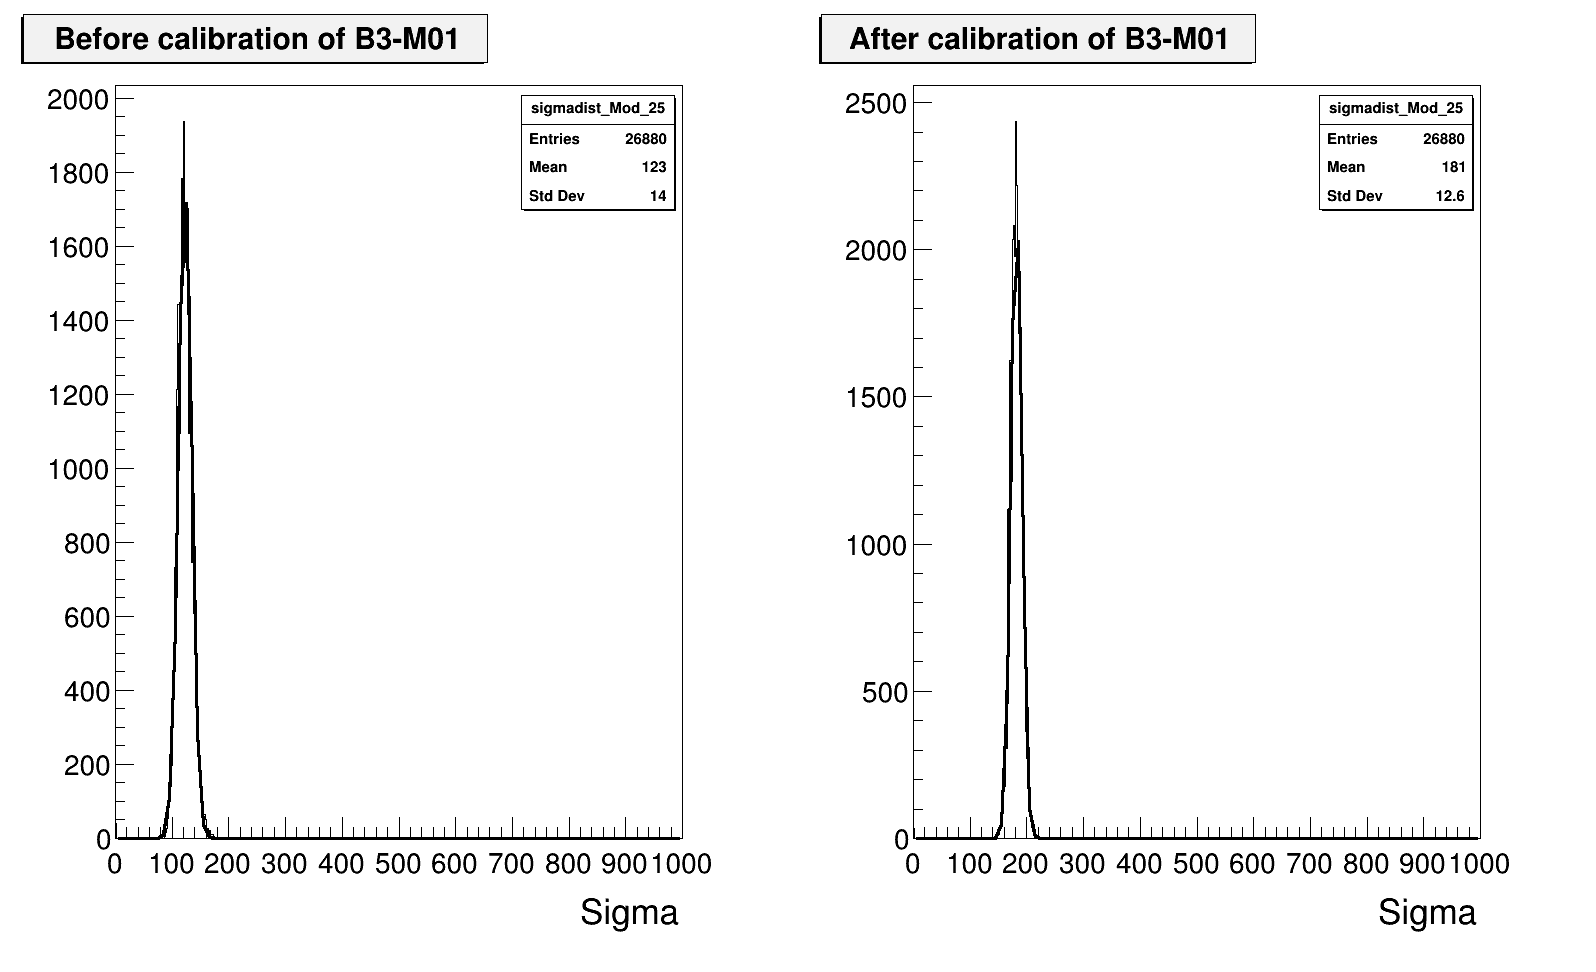 Before calibration of B3-M01
sigmadist_Mod_25
Entries 26880
Mean 123
Std Dev 14
2000
1800
1600
1400
1200
1000
800
600
400
200
0
0 100 200 300 400 500 600 700 800 900 1000
Sigma
After calibration of B3-M01
sigmadist_Mod_25
Entries 26880
Mean 181
Std Dev 12.6
2500
2000
1500
1000
500
0
0 100 200 300 400 500 600 700 800 900 1000
Sigma